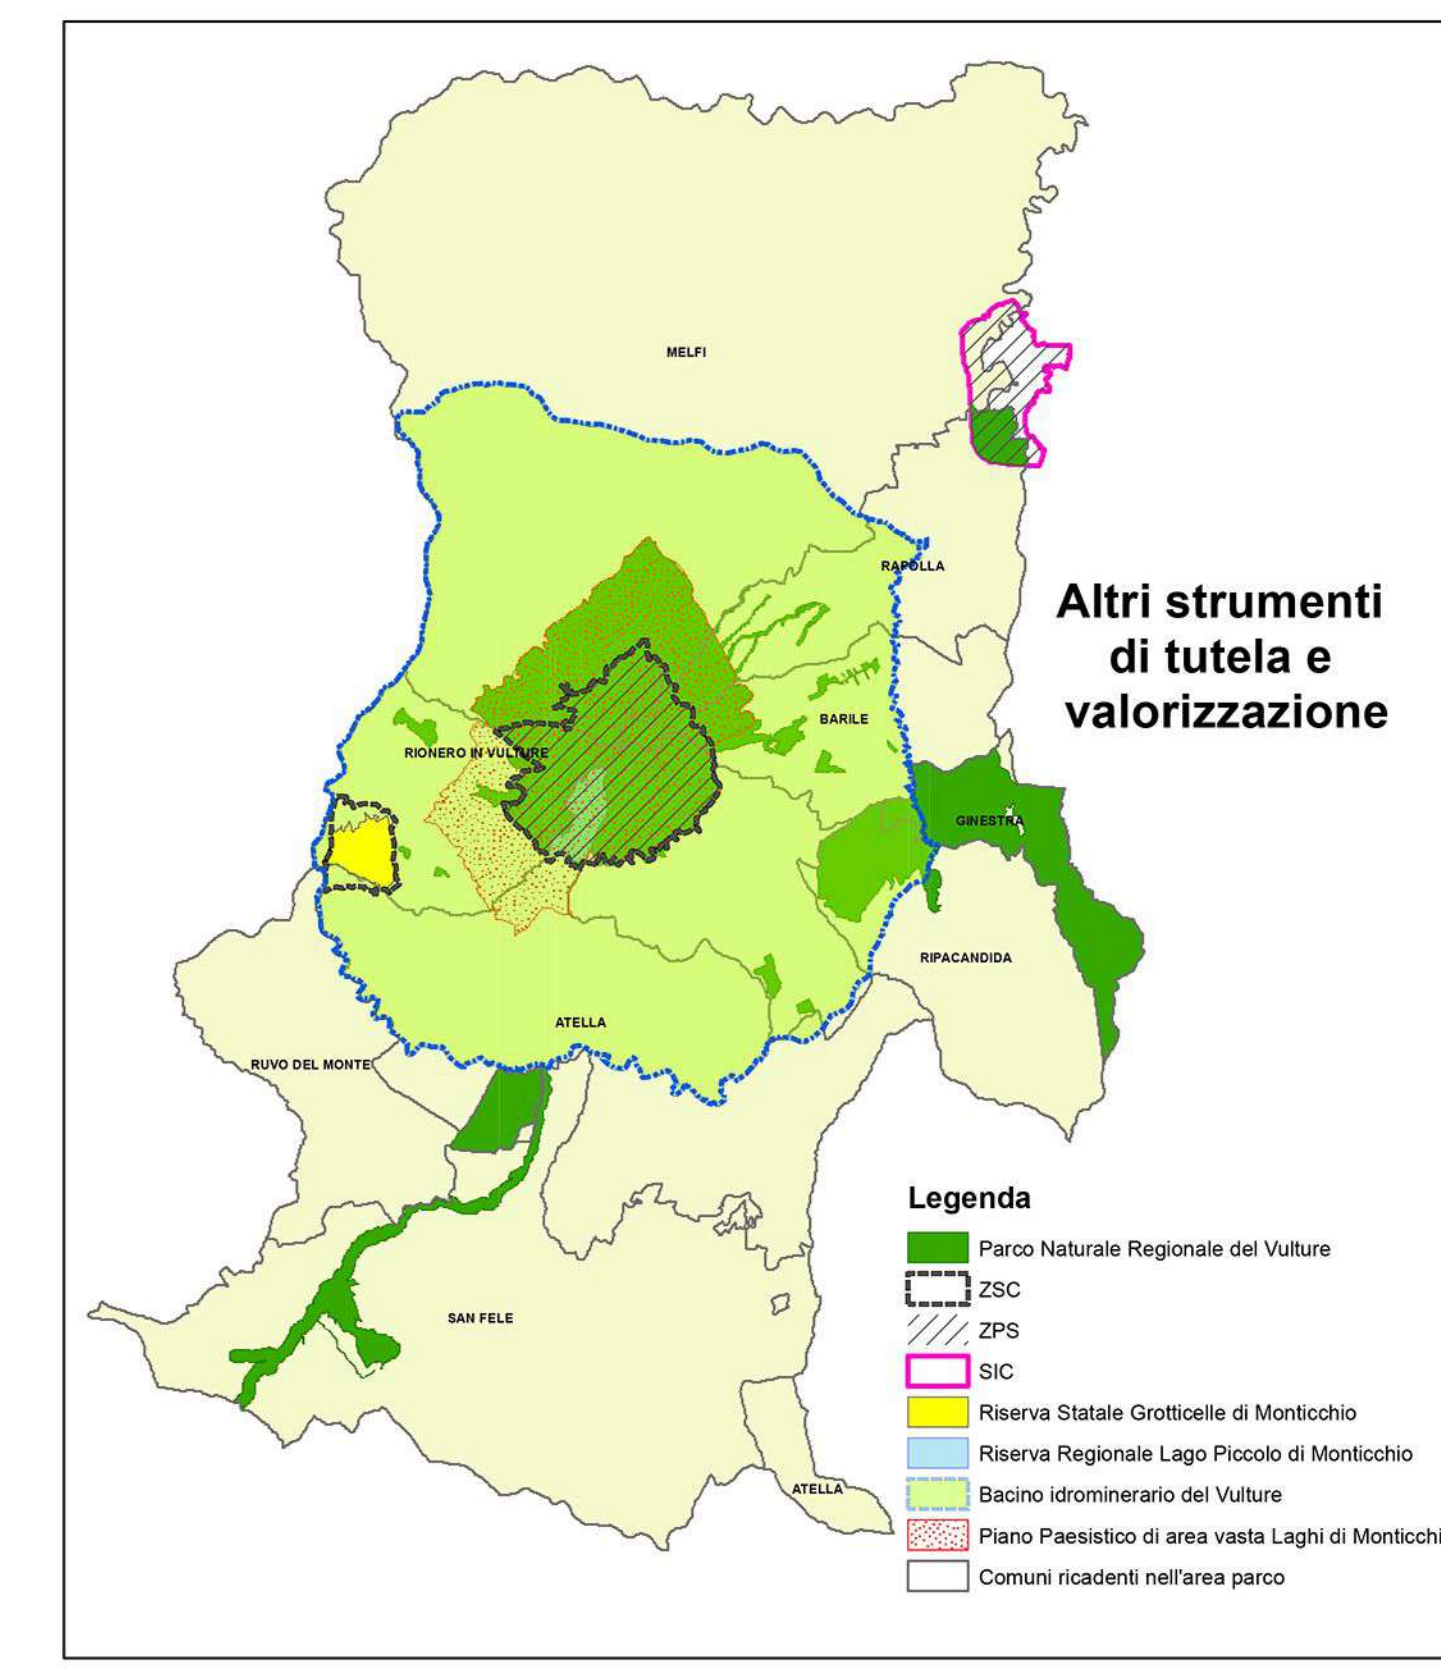 MELFI
RAPOLLA
Altri strumenti
di tutela e
valorizzazione
BARILE
RIONERO IN VULTURE
GINESTRA
RIPACANDIDA
ATELLA
RUVO DEL MONTE
SAN FELE
ATELLA
Legenda
Parco Naturale Regionale del Vulture
ZSC
ZPS
SIC
Riserva Statale Grotticelle di Monticchio
Riserva Regionale Lago Piccolo di Monticchio
Bacino idrominerario del Vulture
Piano Paesistico di area vasta Laghi di Monticchi
Comuni ricadenti nell'area parco